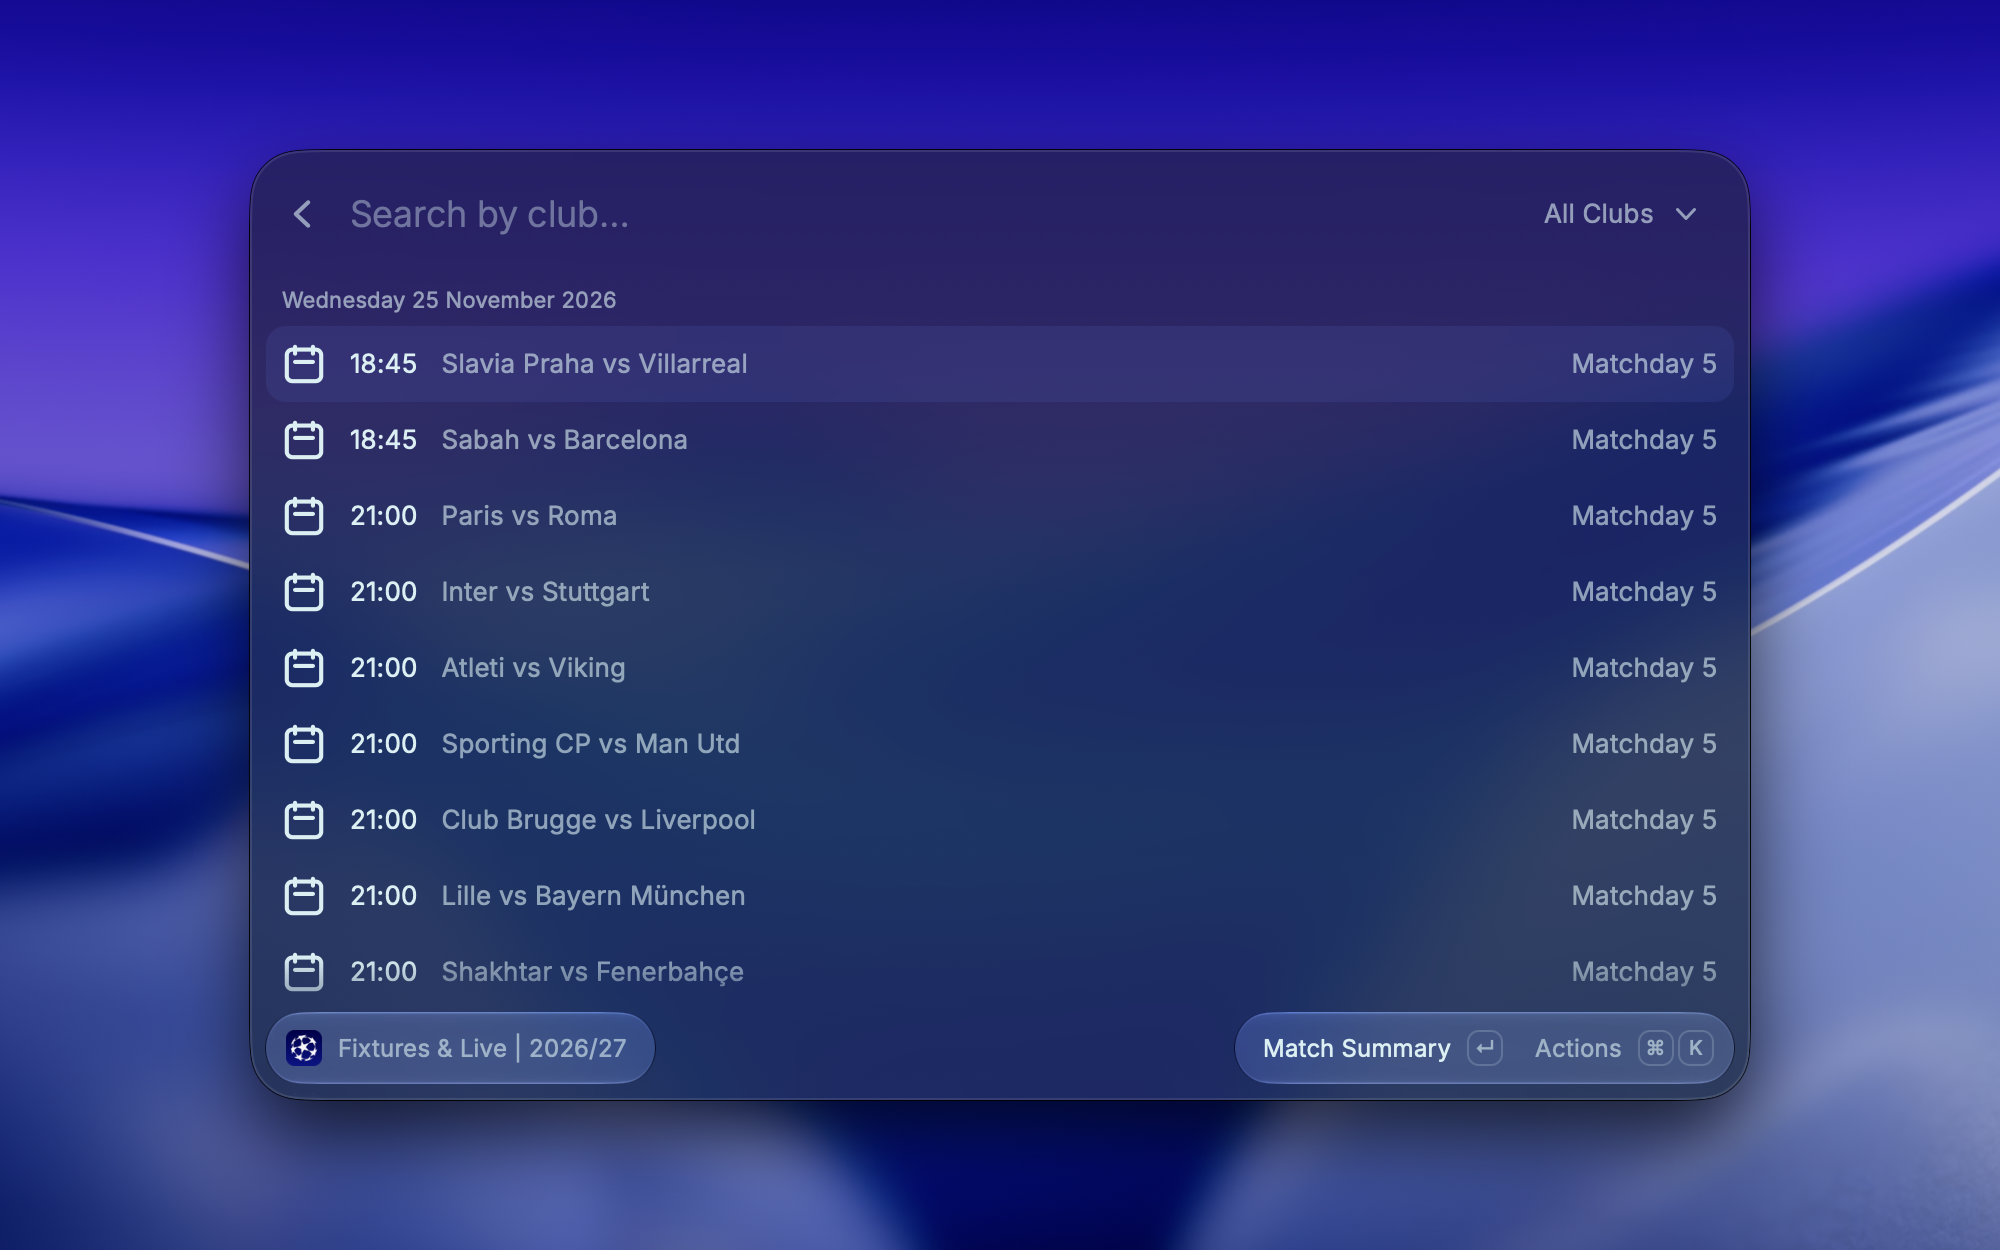 Search by club...
All Clubs
Wednesday 25 November 2026
18:45 Slavia Praha vs Villarreal Matchday 5
18:45 Sabah vs Barcelona Matchday 5
21:00 Paris vs Roma Matchday 5
21:00 Inter vs Stuttgart Matchday 5
21:00 Atleti vs Viking Matchday 5
21:00 Sporting CP vs Man Utd Matchday 5
21:00 Club Brugge vs Liverpool Matchday 5
21:00 Lille vs Bayern München Matchday 5
21:00 Shakhtar vs Fenerbahçe Matchday 5
Fixtures & Live | 2026/27
Match Summary ↵ Actions ⌘ K